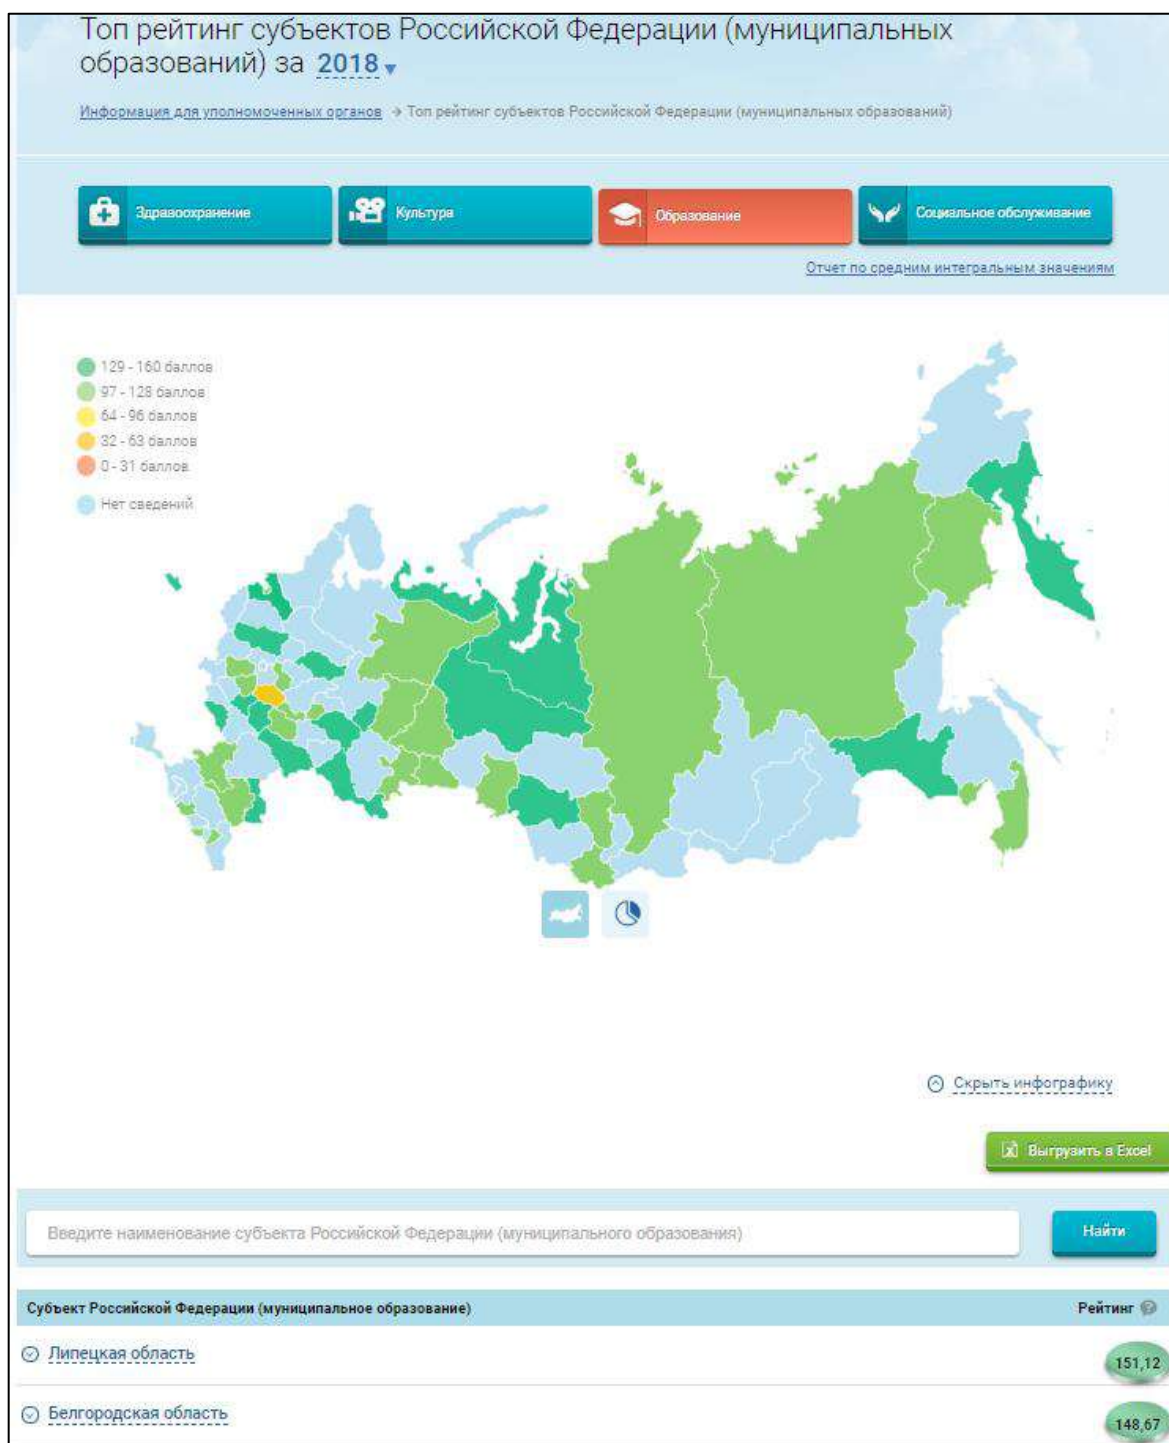 Топ рейтинг субъектов Российской Федерации (муниципальных
образований) за 2018
Информация для уполномоченных органов → Топ рейтинг субъектов Российской Федерации (муниципальных образований)
Здравоохранение
Культура
Образование
Социальное обслуживание
Отчет по средним интегральным значениям
129 - 160 баллов
97 - 128 баллов
64 - 96 баллов
32 - 63 баллов
0 - 31 баллов
Нет сведений
Скрыть инфографику
Выгрузить в Excel
Введите наименование субъекта Российской Федерации (муниципального образования)
Найти
Субъект Российской Федерации (муниципальное образование) Рейтинг ?
Липецкая область 151,12
Белгородская область 148,67